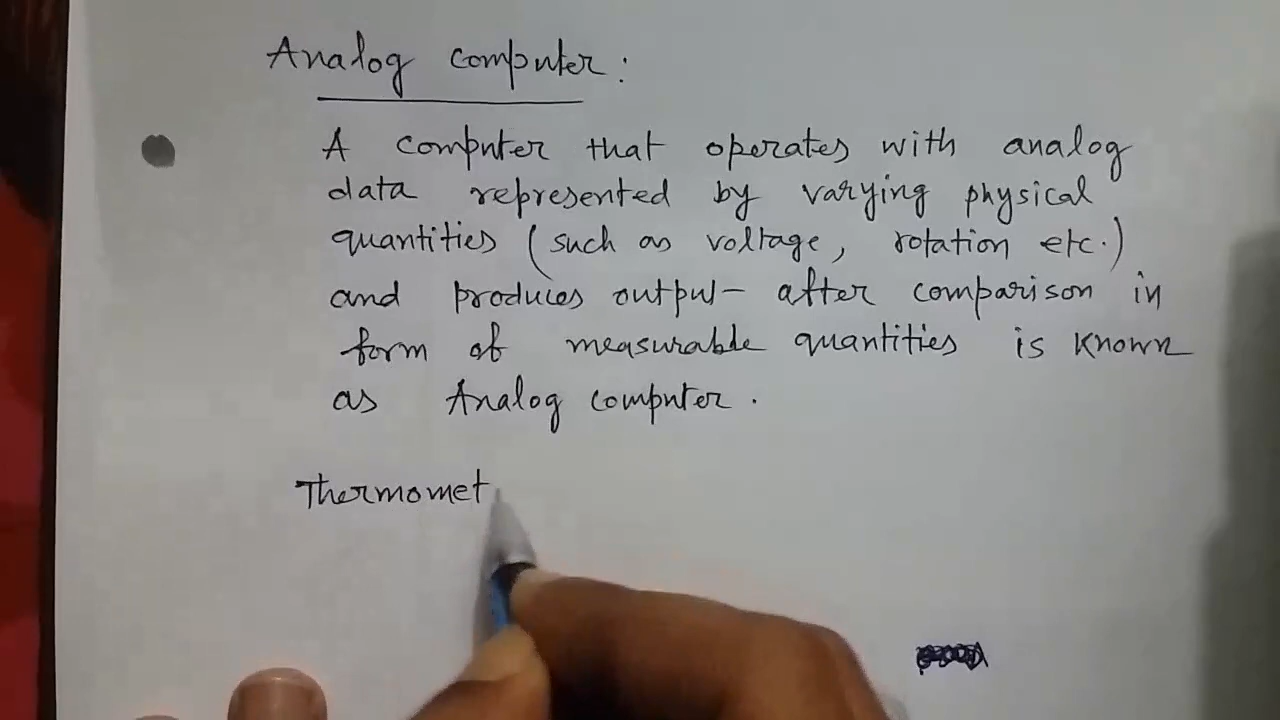 Analog computer :
A computer that operates with analog
data represented by varying physical
quantities (such as voltage, rotation etc.)
and produces output after comparison in
form of measurable quantities is known
as Analog computer .
Thermomet